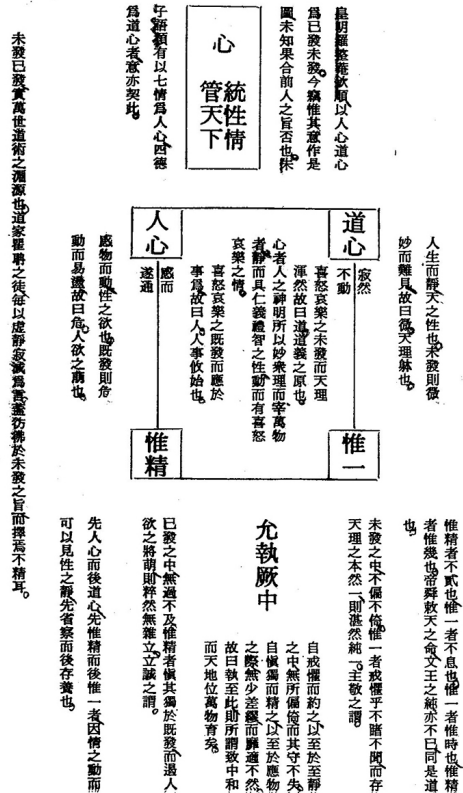 皇明羅整庵欽順以人心道心
爲已發未發今竊惟其意作是
圖未知果合前人之旨否也朱
統性情
管天下
心
子語類有以七情爲人心四德
爲道心者意亦契此
人生而靜天之性也未發則微
妙而難見故曰微天理躰也
道心
寂然
不動
惟一
喜怒哀樂之未發而天理
渾然故曰道道義之原也
心者人之神明所以妙衆理而宰萬物
者靜而具仁義禮智之性動而有喜怒
哀樂之情
喜怒哀樂之既發而應於
事爲故曰人人事攸始也
人心
感而
遂通
惟精
感物而動性之欲也既發則危
動而易盪故曰危人欲之萠也
惟精者不貳也惟一者不息也惟一者惟時也惟精
者惟幾也帝舜敕天之命文王之純亦不已同是道
也
未發之中不偏不倚惟一者戒懼乎不睹不聞而存
天理之本然一則湛然純一主敬之謂
允執厥中
自戒懼而約之以至於至靜
之中無所偏倚而其守不失
自愼獨而精之以至於應物
之際無少差繆而靡適不然
故曰執至此則所謂致中和
而天地位萬物育矣
已發之中無過不及惟精者愼其獨於既發而遏人
欲之將萌則粹然無雜立立誠之謂
先人心而後道心先惟精而後惟一者因情之動而
可以見性之靜先省察而後存養也
未發已發實萬世道術之淵源也道家瞿聃之徒每以虛靜寂滅爲言蓋彷彿於未發之旨而擇焉不精耳